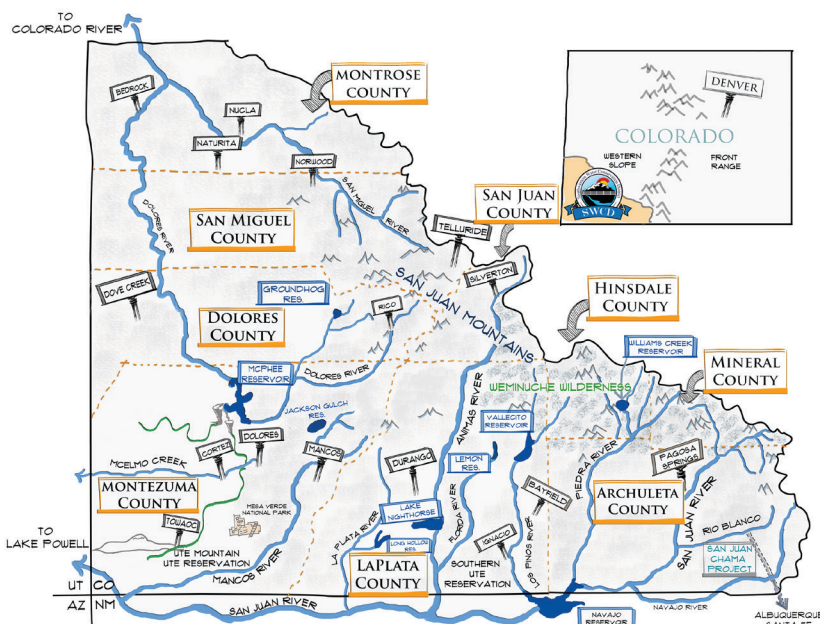 TO
COLORADO RIVER
BEDROCK
NUCLA
NATURITA
NORWOOD
MONTROSE
COUNTY
DENVER
COLORADO
WESTERN
SLOPE
FRONT
RANGE
SWCD
DOLORES RIVER
SAN MIGUEL
COUNTY
SAN MIGUEL
RIVER
SAN JUAN
COUNTY
TELLURIDE
SILVERTON
DOVE CREEK
GROUNDHOG
RES.
DOLORES
COUNTY
RICO
SAN JUAN MOUNTAINS
HINSDALE
COUNTY
WILLIAMS CREEK
RESERVOIR
MINERAL
COUNTY
MCPHEE
RESERVOIR
DOLORES RIVER
WEMINUCHE WILDERNESS
JACKSON GULCH
RES.
VALLECITO
RESERVOIR
ANIMAS RIVER
CORTEZ
DOLORES
MANCOS
DURANGO
LEMON
RES.
PIEDRA RIVER
PAGOSA
SPRINGS
MCELMO CREEK
MONTEZUMA
COUNTY
BAYFIELD
ARCHULETA
COUNTY
SAN JUAN RIVER
MESA VERDE
NATIONAL PARK
LAKE
NIGHTHORSE
FLORIDA RIVER
LOS PINOS RIVER
TOWAOC
LA PLATA RIVER
LONG HOLLOW
RES.
IGNACIO
RIO BLANCO
TO
LAKE POWELL
UTE MOUNTAIN
UTE RESERVATION
MANCOS RIVER
LAPLATA
COUNTY
SOUTHERN
UTE
RESERVATION
SAN JUAN
CHAMA
PROJECT
UT CO
AZ NM
SAN JUAN RIVER
NAVAJO
RESERVOIR
NAVAJO RIVER
ALBUQUERQUE